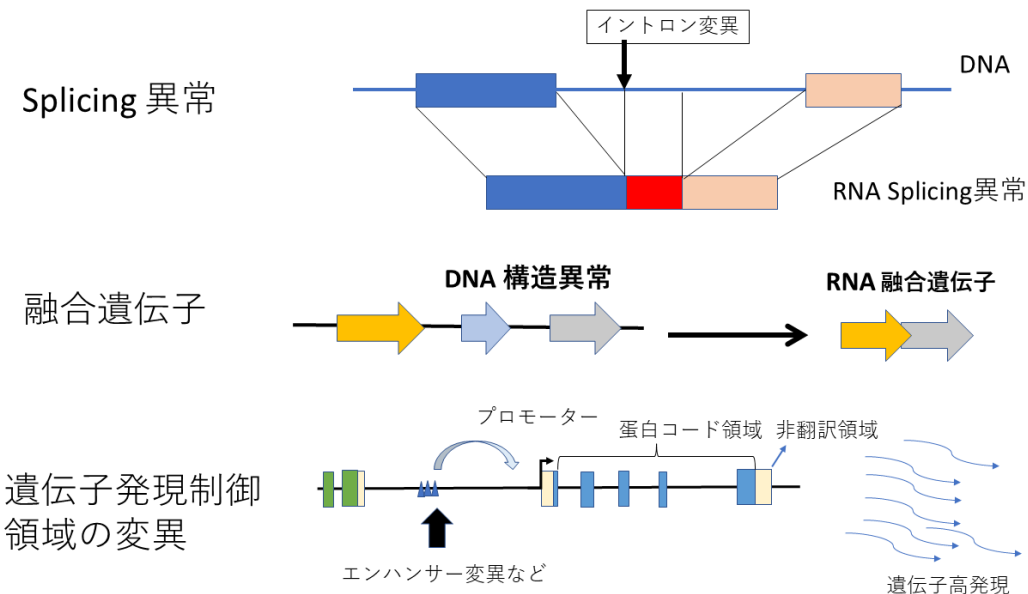 イントロン変異
DNA
Splicing 異常
RNA Splicing異常
DNA 構造異常
RNA 融合遺伝子
融合遺伝子
プロモーター
蛋白コード領域
非翻訳領域
遺伝子発現制御
領域の変異
エンハンサー変異など
遺伝子高発現